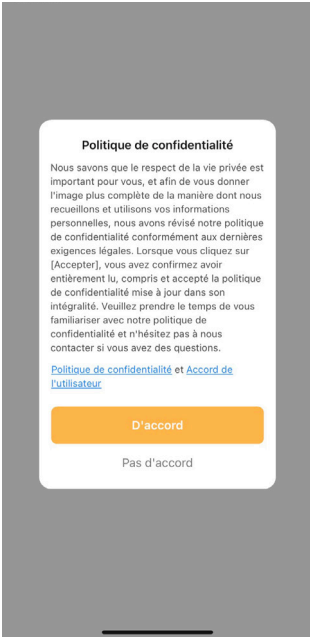 Politique de confidentialité
Nous savons que le respect de la vie privée est
important pour vous, et afin de vous donner
l'image plus complète de la manière dont nous
recueillons et utilisons vos informations
personnelles, nous avons révisé notre politique
de confidentialité conformément aux dernières
exigences légales. Lorsque vous cliquez sur
[Accepter], vous avez confirmez avoir
entièrement lu, compris et accepté la politique
de confidentialité mise à jour dans son
intégralité. Veuillez prendre le temps de vous
familiariser avec notre politique de
confidentialité et n'hésitez pas à nous
contacter si vous avez des questions.
Politique de confidentialité et Accord de
l'utilisateur
D'accord
Pas d'accord